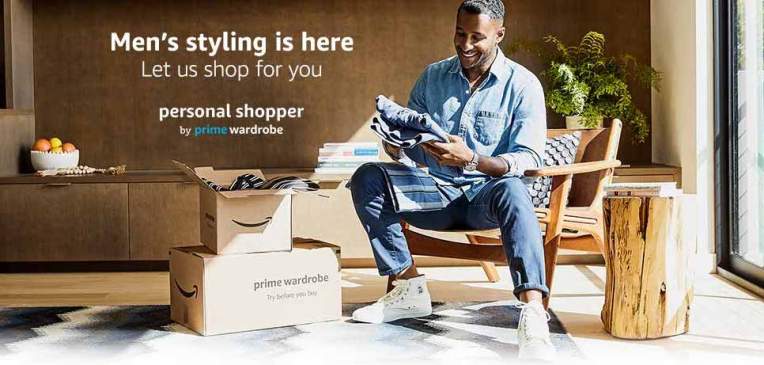 Men's styling is here
Let us shop for you
personal shopper
by prime wardrobe
prime wardrobe
Try before you buy